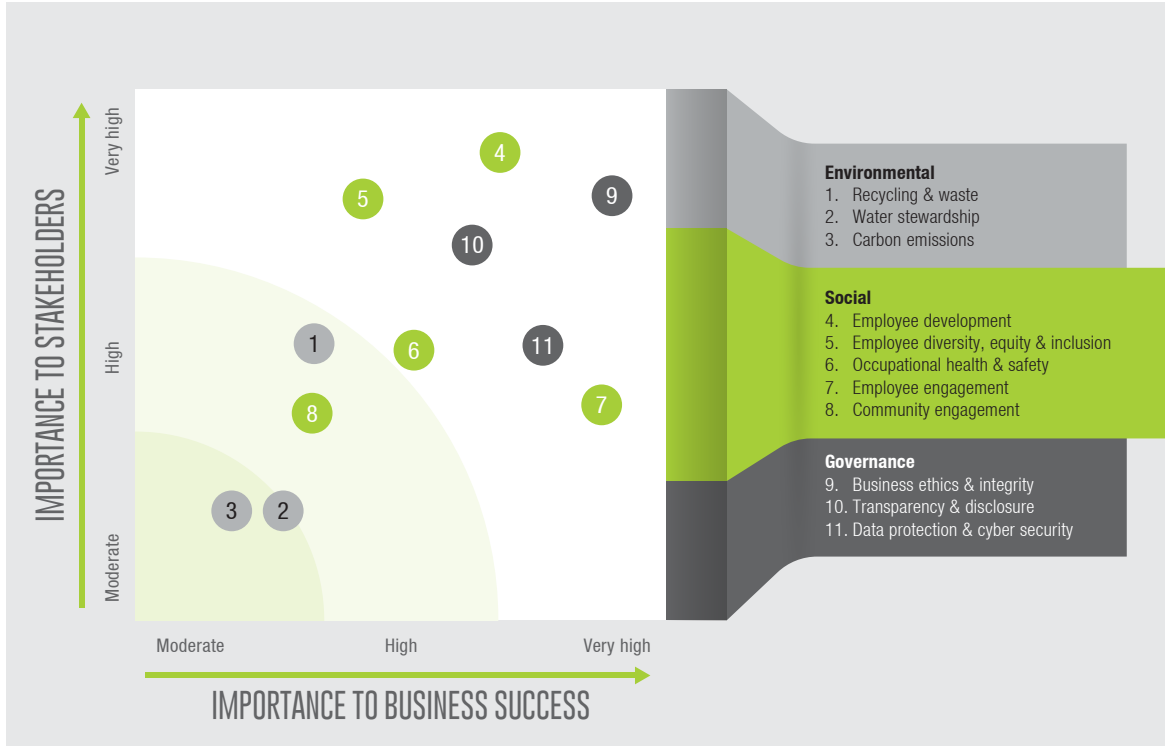 IMPORTANCE TO STAKEHOLDERS
Very high
High
Moderate
4
5
9
10
1
6
11
7
8
3
2
Moderate
High
Very high
IMPORTANCE TO BUSINESS SUCCESS
Environmental
1. Recycling & waste
2. Water stewardship
3. Carbon emissions
Social
4. Employee development
5. Employee diversity, equity & inclusion
6. Occupational health & safety
7. Employee engagement
8. Community engagement
Governance
9. Business ethics & integrity
10. Transparency & disclosure
11. Data protection & cyber security